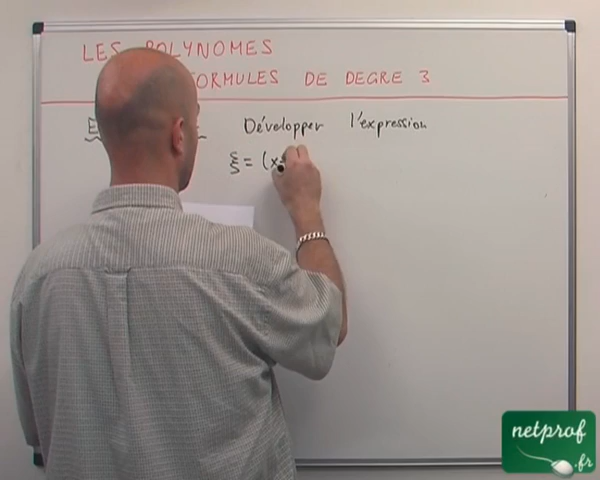 LES POLYNOMES
FORMULES DE DEGRE 3
Développer l'expression
ξ = (x
netprof
.fr